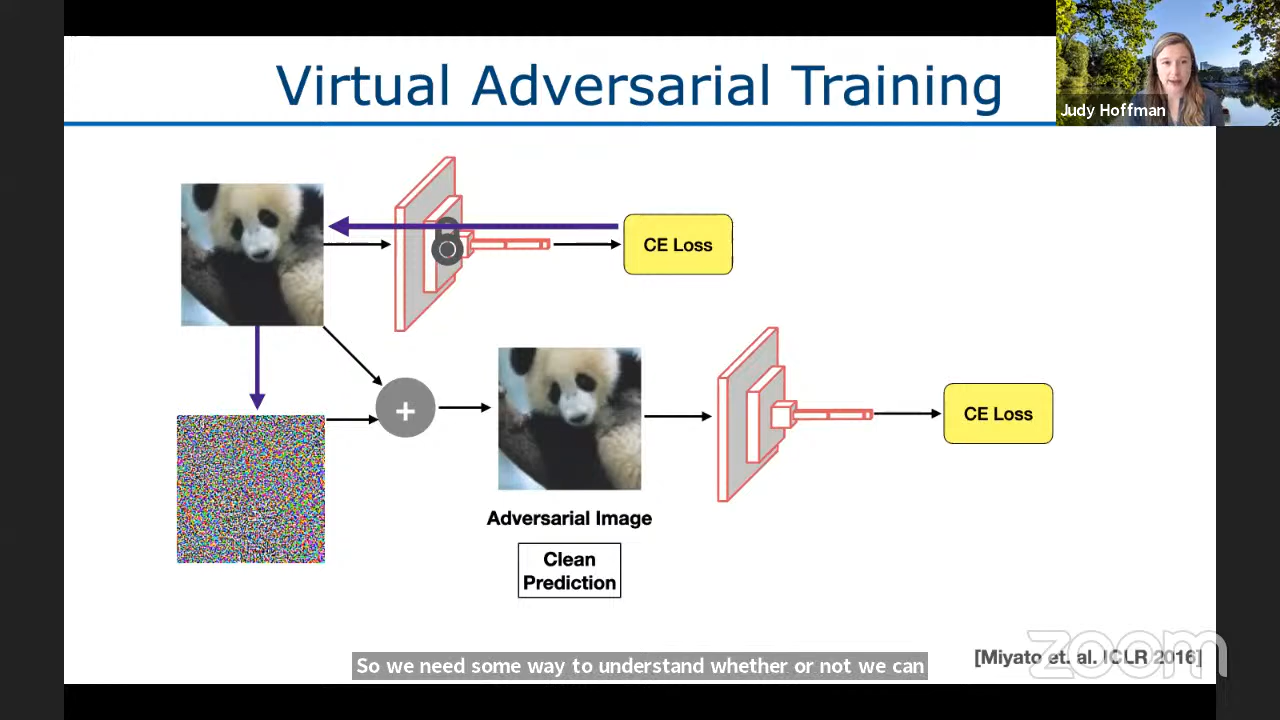 Virtual Adversarial Training
Judy Hoffman
CE Loss
+
CE Loss
Adversarial Image
Clean
Prediction
So we need some way to understand whether or not we can
[Miyato et. al. ICLR 2016]
zoom